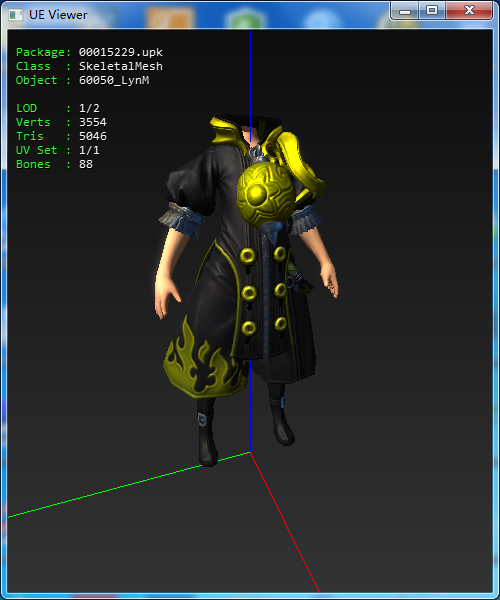 UE Viewer
Package: 00015229.upk
Class : SkeletalMesh
Object : 60050_LynM
LOD : 1/2
Verts : 3554
Tris : 5046
UV Set : 1/1
Bones : 88